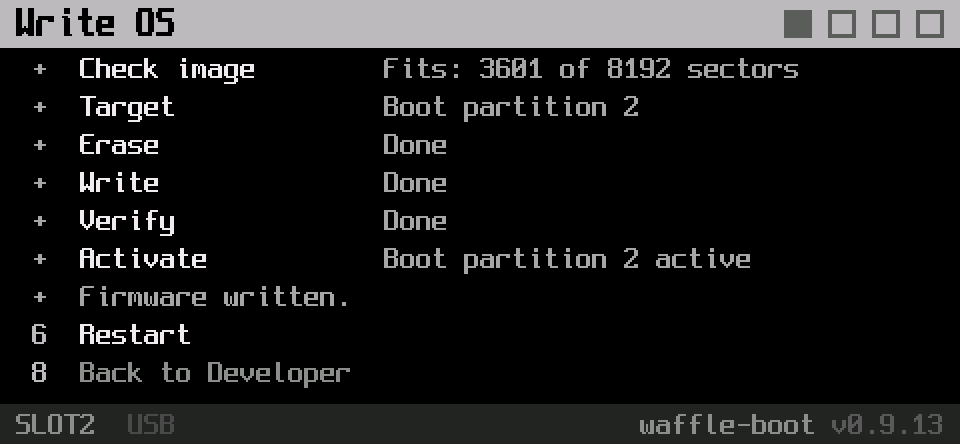 Write OS
+ Check image Fits: 3601 of 8192 sectors
+ Target Boot partition 2
+ Erase Done
+ Write Done
+ Verify Done
+ Activate Boot partition 2 active
+ Firmware written.
6 Restart
8 Back to Developer
SLOT2 USB waffle-boot v0.9.13